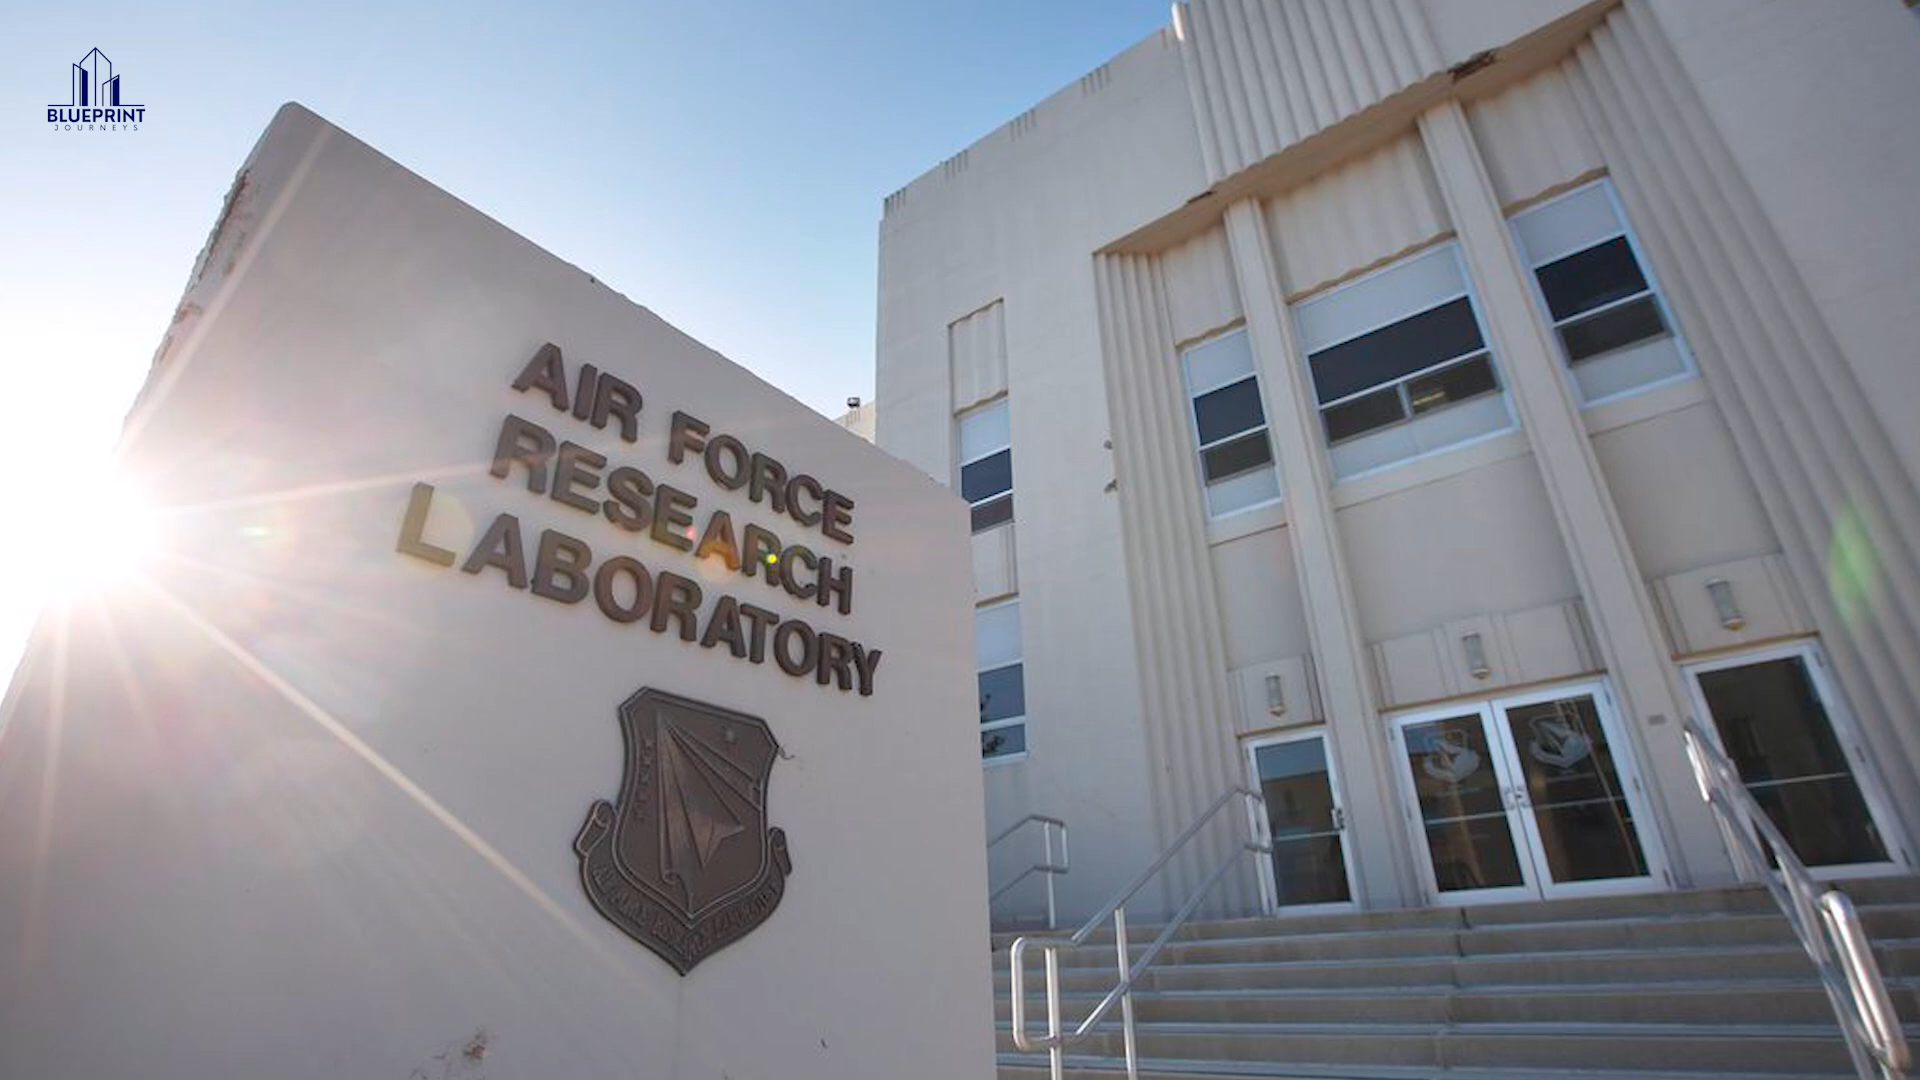 BLUEPRINT
JOURNEYS
AIR FORCE
RESEARCH
LABORATORY